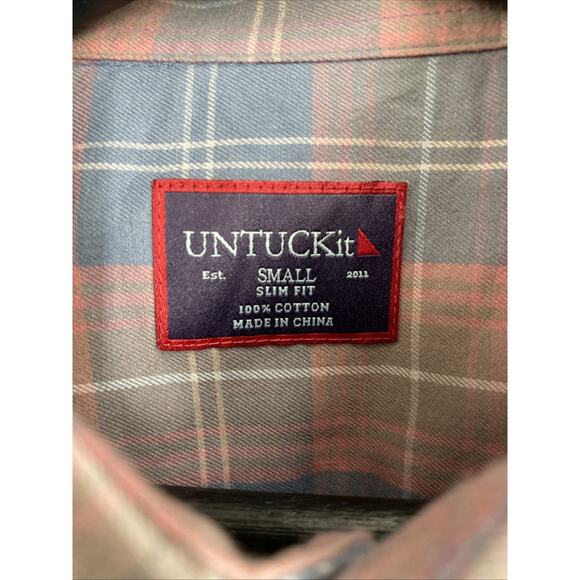 UNTUCKit
Est. SMALL 2011
SLIM FIT
100% COTTON
MADE IN CHINA